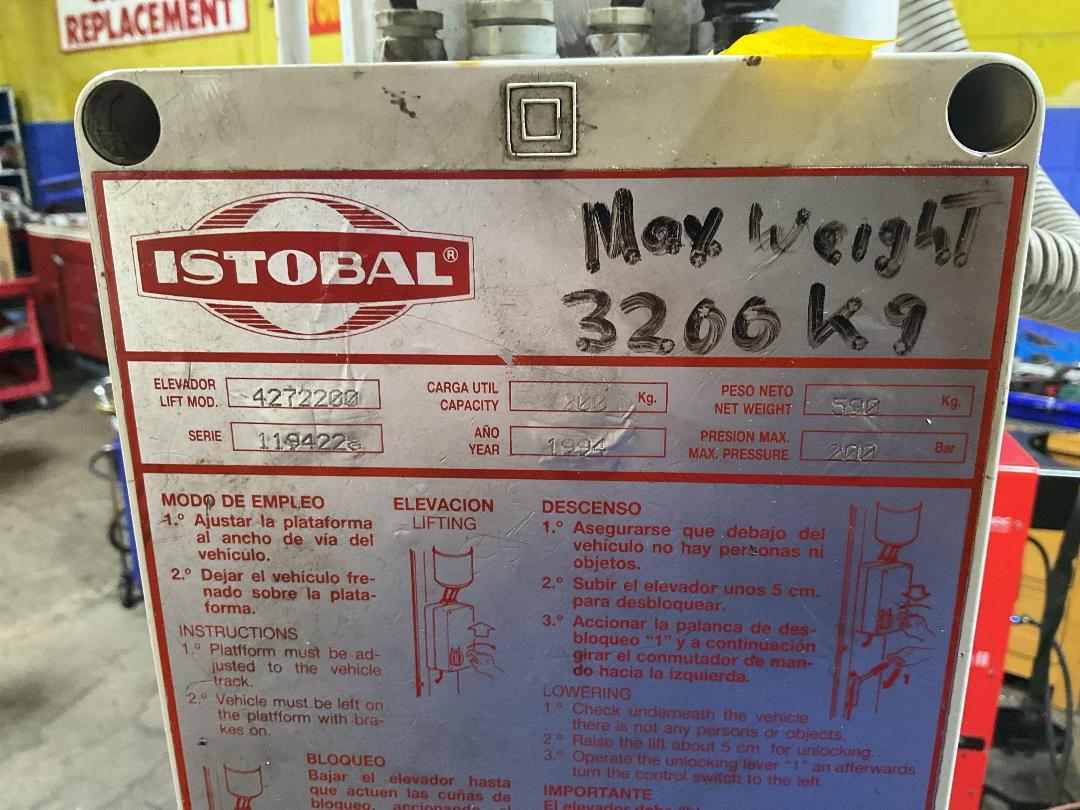 REPLACEMENT
ISTOBAL®
Max Weight
3200 Kg
ELEVADOR
LIFT MOD. 4272200
CARGA UTIL
CAPACITY Kg.
PESO NETO
NET WEIGHT 590 Kg.
SERIE
AÑO
YEAR 1994
PRESION MAX.
MAX. PRESSURE 200 Bar
MODO DE EMPLEO
1.º Ajustar la plataforma
al ancho de vía del
vehículo.
2.º Dejar el vehículo fre-
nado sobre la plata-
forma.
INSTRUCTIONS
1.º Platfform must be ad-
justed to the vehicle
track.
2.º Vehicle must be left on
the platfform with bra-
kes on.
ELEVACION
LIFTING
DESCENSO
1.º Asegurarse que debajo del
vehículo no hay personas ni
objetos.
2.º Subir el elevador unos 5 cm.
para desbloquear.
3.º Accionar la palanca de des-
bloqueo "1" y a continuación
girar el conmutador de man-
do hacia la izquierda.
LOWERING
1.º Check underneath the vehicle
there is not any persons or objects.
2.º Raise the lift about 5 cm. for unlocking.
3.º Operate the unlocking lever "1" an afterwards
turn the control switch to the left.
1
BLOQUEO
Bajar el elevador hasta
que actuen las cuñas de
bloqueo, accionando el
IMPORTANTE
El elevador debe